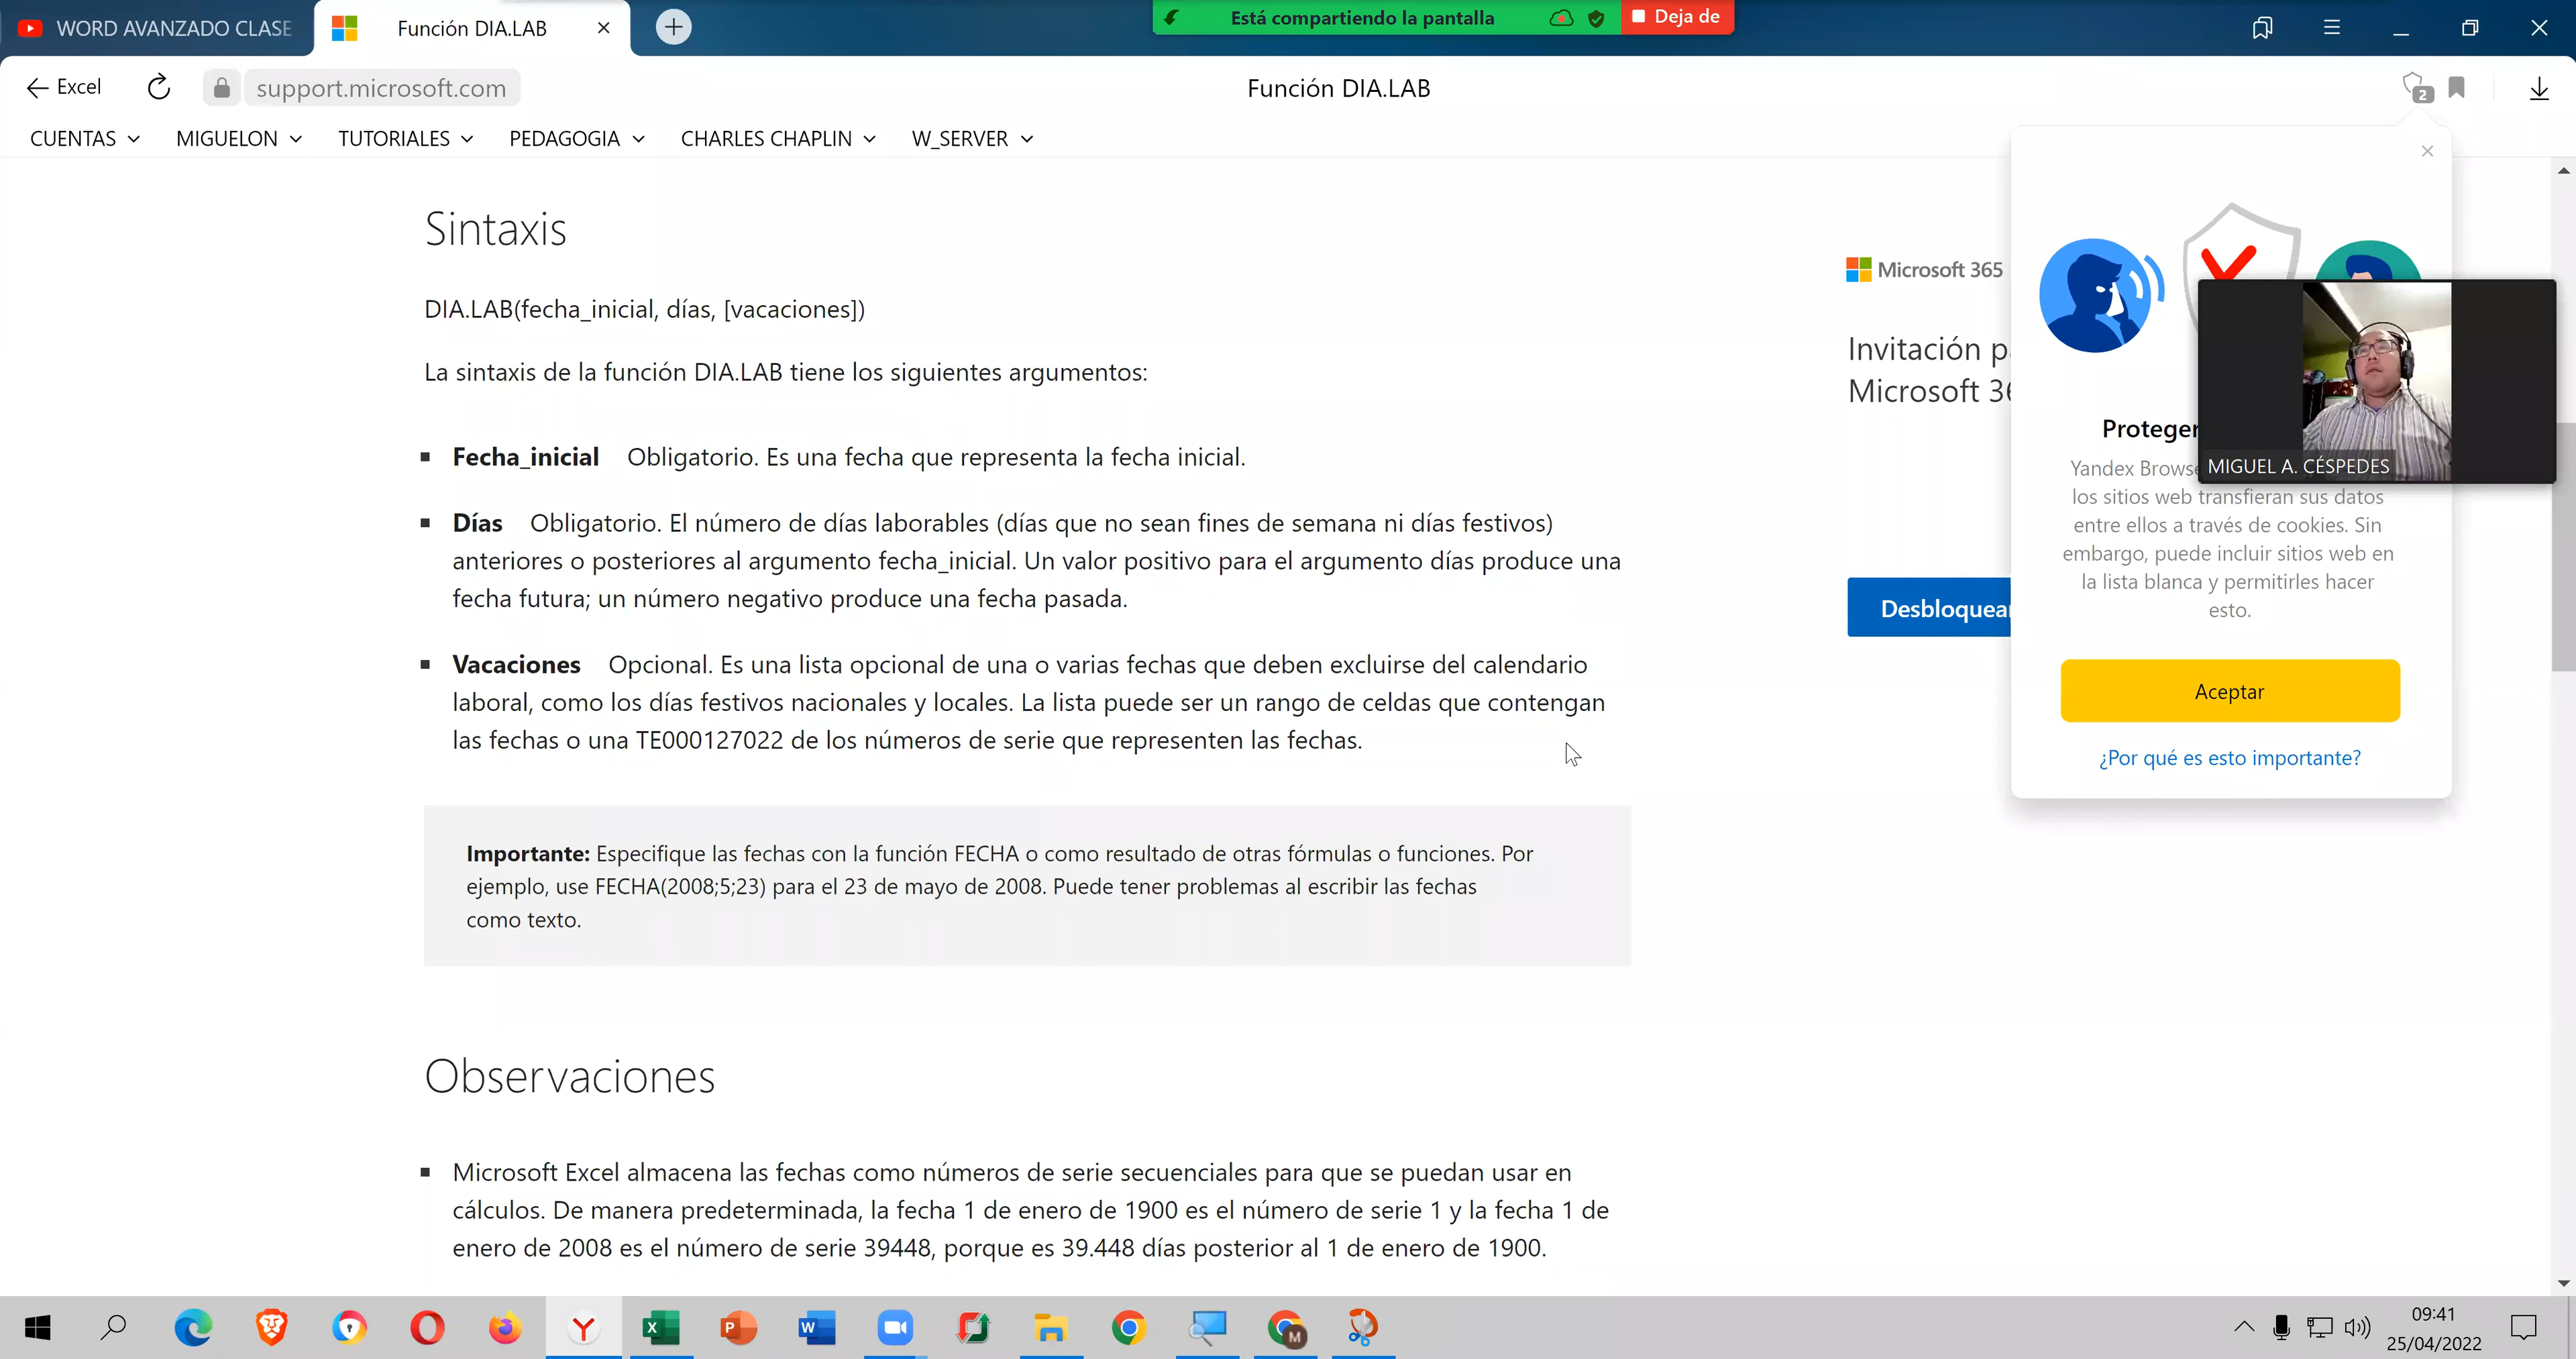 WORD AVANZADO CLASE
Función DIA.LAB
Está compartiendo la pantalla
Deja de
Excel
support.microsoft.com
Función DIA.LAB
2
CUENTAS
MIGUELON
TUTORIALES
PEDAGOGIA
CHARLES CHAPLIN
W_SERVER
Sintaxis
DIA.LAB(fecha_inicial, días, [vacaciones])
La sintaxis de la función DIA.LAB tiene los siguientes argumentos:
▪ Fecha_inicial Obligatorio. Es una fecha que representa la fecha inicial.
▪ Días Obligatorio. El número de días laborables (días que no sean fines de semana ni días festivos)
anteriores o posteriores al argumento fecha_inicial. Un valor positivo para el argumento días produce una
fecha futura; un número negativo produce una fecha pasada.
▪ Vacaciones Opcional. Es una lista opcional de una o varias fechas que deben excluirse del calendario
laboral, como los días festivos nacionales y locales. La lista puede ser un rango de celdas que contengan
las fechas o una TE000127022 de los números de serie que representen las fechas.
Importante: Especifique las fechas con la función FECHA o como resultado de otras fórmulas o funciones. Por
ejemplo, use FECHA(2008;5;23) para el 23 de mayo de 2008. Puede tener problemas al escribir las fechas
como texto.
Observaciones
▪ Microsoft Excel almacena las fechas como números de serie secuenciales para que se puedan usar en
cálculos. De manera predeterminada, la fecha 1 de enero de 1900 es el número de serie 1 y la fecha 1 de
enero de 2008 es el número de serie 39448, porque es 39.448 días posterior al 1 de enero de 1900.
Microsoft 365
Invitación
Microsoft
Desbloquear
Proteger
Yandex
los sitios web transfieran sus datos
entre ellos a través de cookies. Sin
embargo, puede incluir sitios web en
la lista blanca y permitirles hacer
esto.
Aceptar
¿Por qué es esto importante?
MIGUEL A. CÉSPEDES
09:41
25/04/2022